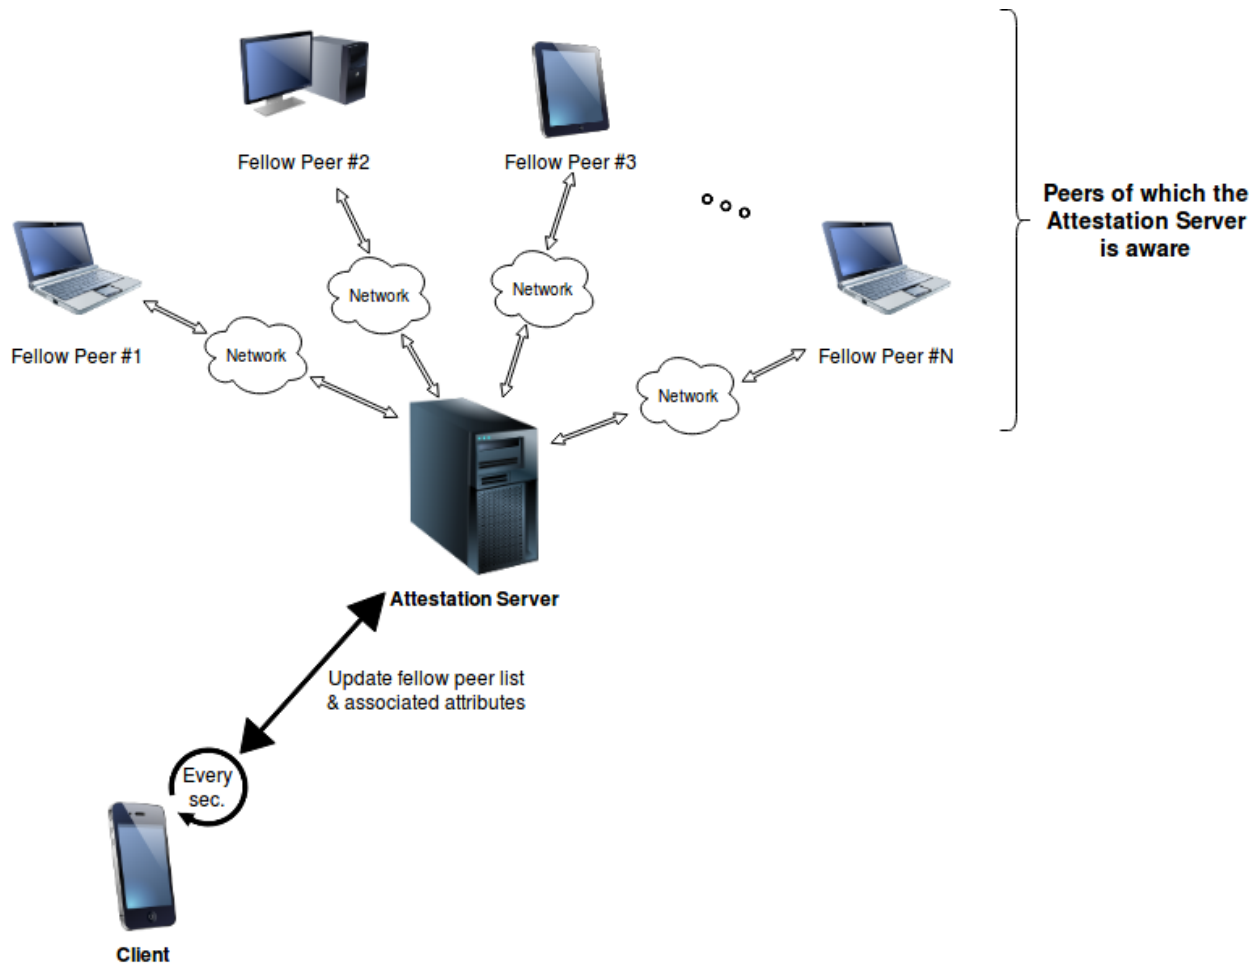 Fellow Peer #2
Fellow Peer #3
Peers of which the
Attestation Server
is aware
Network
Network
Fellow Peer #1
Network
Fellow Peer #N
Network
Attestation Server
Update fellow peer list
& associated attributes
Every
sec.
Client